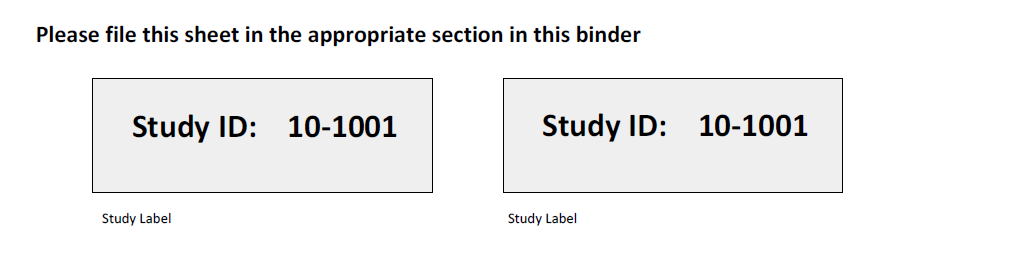 Please file this sheet in the appropriate section in this binder
Study ID: 10-1001 Study ID: 10-1001
Study Label Study Label